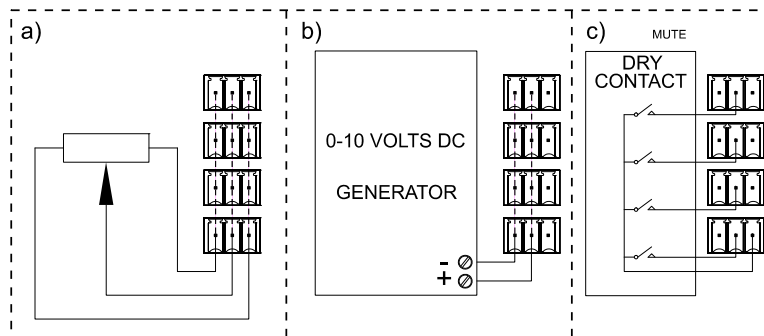 a)
b)
0-10 VOLTS DC
GENERATOR
-
+
c)
MUTE
DRY
CONTACT